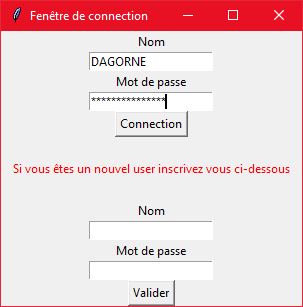 Fenêtre de connection
Nom
DAGORNE
Mot de passe
***************
Connection
Si vous êtes un nouvel user inscrivez vous ci-dessous
Nom
Mot de passe
Valider